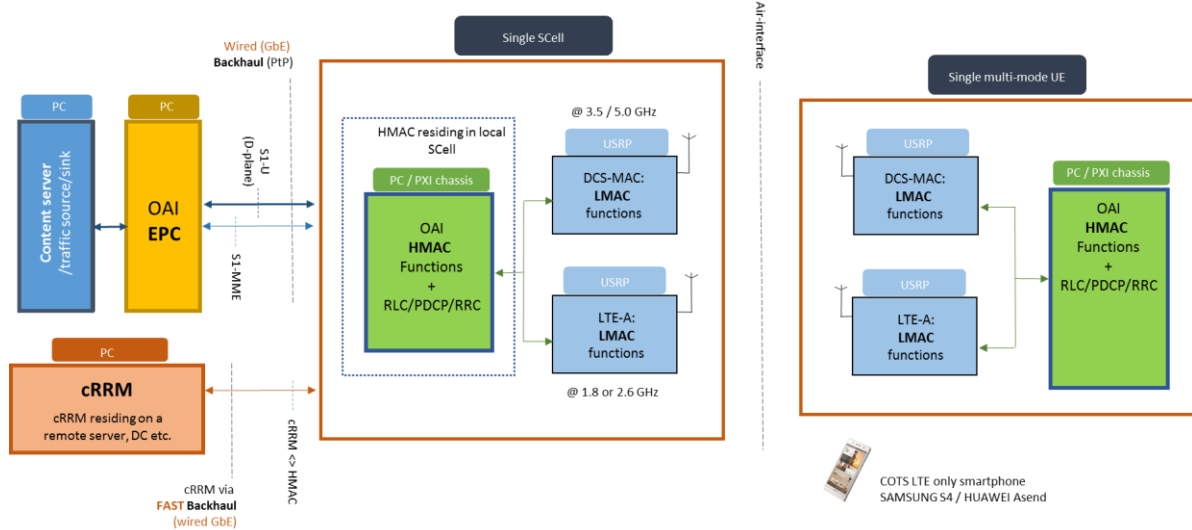 Wired (GbE)
Backhaul (PtP)
Single SCell
Air-interface
Single multi-mode UE
PC
PC
Content server
/traffic source/sink
OAI
EPC
S1-U
(D-plane)
S1-MME
HMAC residing in local
SCell
PC / PXI chassis
OAI
HMAC
Functions
+
RLC/PDCP/RRC
@ 3.5 / 5.0 GHz
USRP
DCS-MAC:
LMAC
functions
USRP
LTE-A:
LMAC
functions
@ 1.8 or 2.6 GHz
USRP
DCS-MAC:
LMAC
functions
USRP
LTE-A:
LMAC
functions
PC / PXI chassis
OAI
HMAC
Functions
+
RLC/PDCP/RRC
PC
cRRM
cRRM residing on a
remote server, DC etc.
cRRM <> HMAC
cRRM via
FAST Backhaul
(wired GbE)
COTS LTE only smartphone
SAMSUNG S4 / HUAWEI Asend